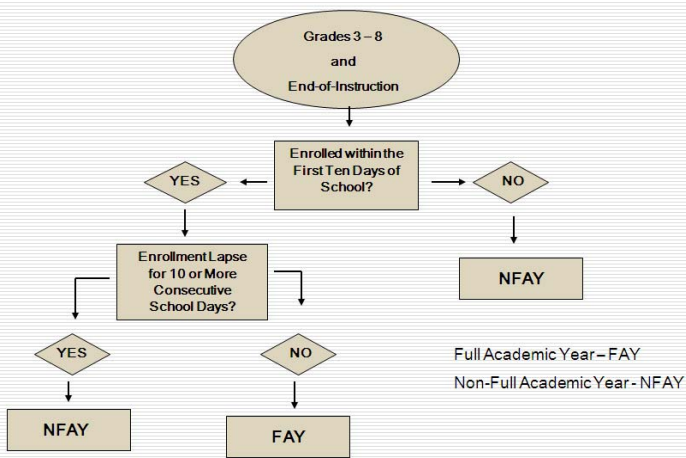 Grades 3 – 8
and
End-of-Instruction
Enrolled within the
First Ten Days of
School?
YES
NO
Enrollment Lapse
for 10 or More
Consecutive
School Days?
NFAY
YES
NO
Full Academic Year – FAY
Non-Full Academic Year - NFAY
NFAY
FAY